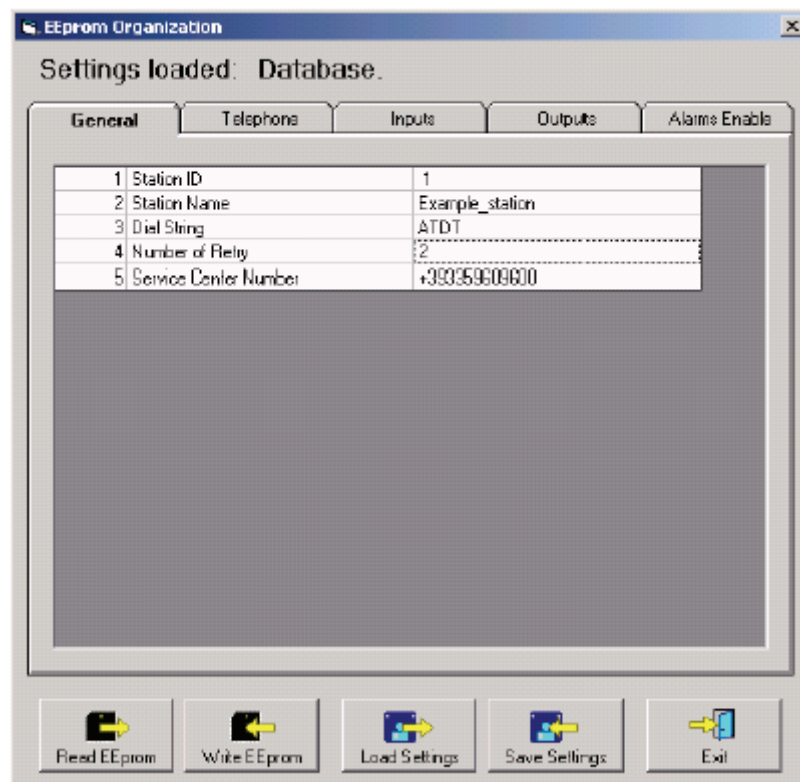 EEprom Organization
Settings loaded: Database.
General Telephone Inputs Outputs Alarms Enable
1 Station ID 1
2 Station Name Example_station
3 Dial String ATDT
4 Number of Retry 2
5 Service Center Number +393359609600
Read EEprom Write EEprom Load Settings Save Settings Exit